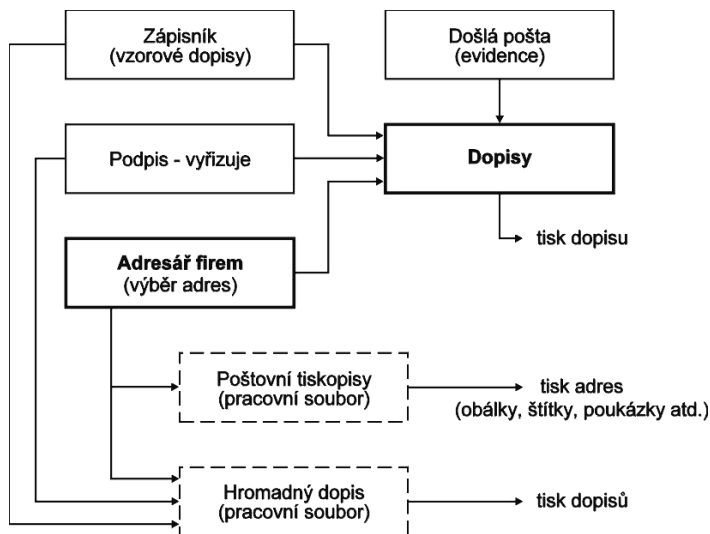 Zápisník
(vzorové dopisy)
Došlá pošta
(evidence)
Podpis - vyřizuje
Dopisy
tisk dopisu
Adresář firem
(výběr adres)
Poštovní tiskopisy
(pracovní soubor)
tisk adres
(obálky, štítky, poukázky atd.)
Hromadný dopis
(pracovní soubor)
tisk dopisů